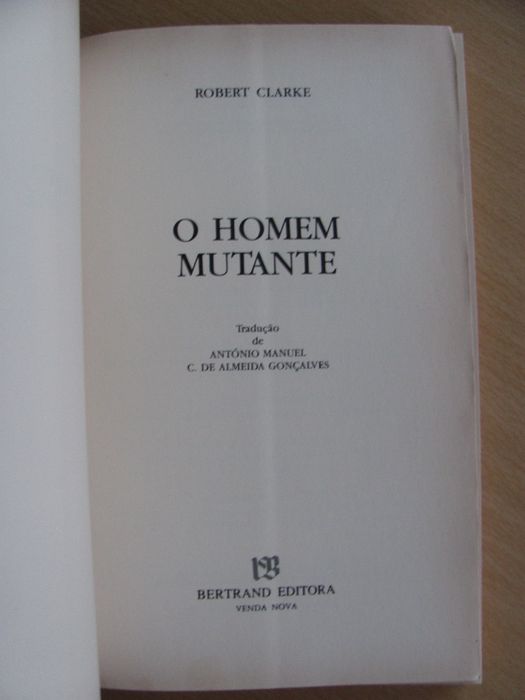 ROBERT CLARKE
O HOMEM
MUTANTE
Tradução
de
ANTÓNIO MANUEL
C. DE ALMEIDA GONÇALVES
BERTRAND EDITORA
VENDA NOVA